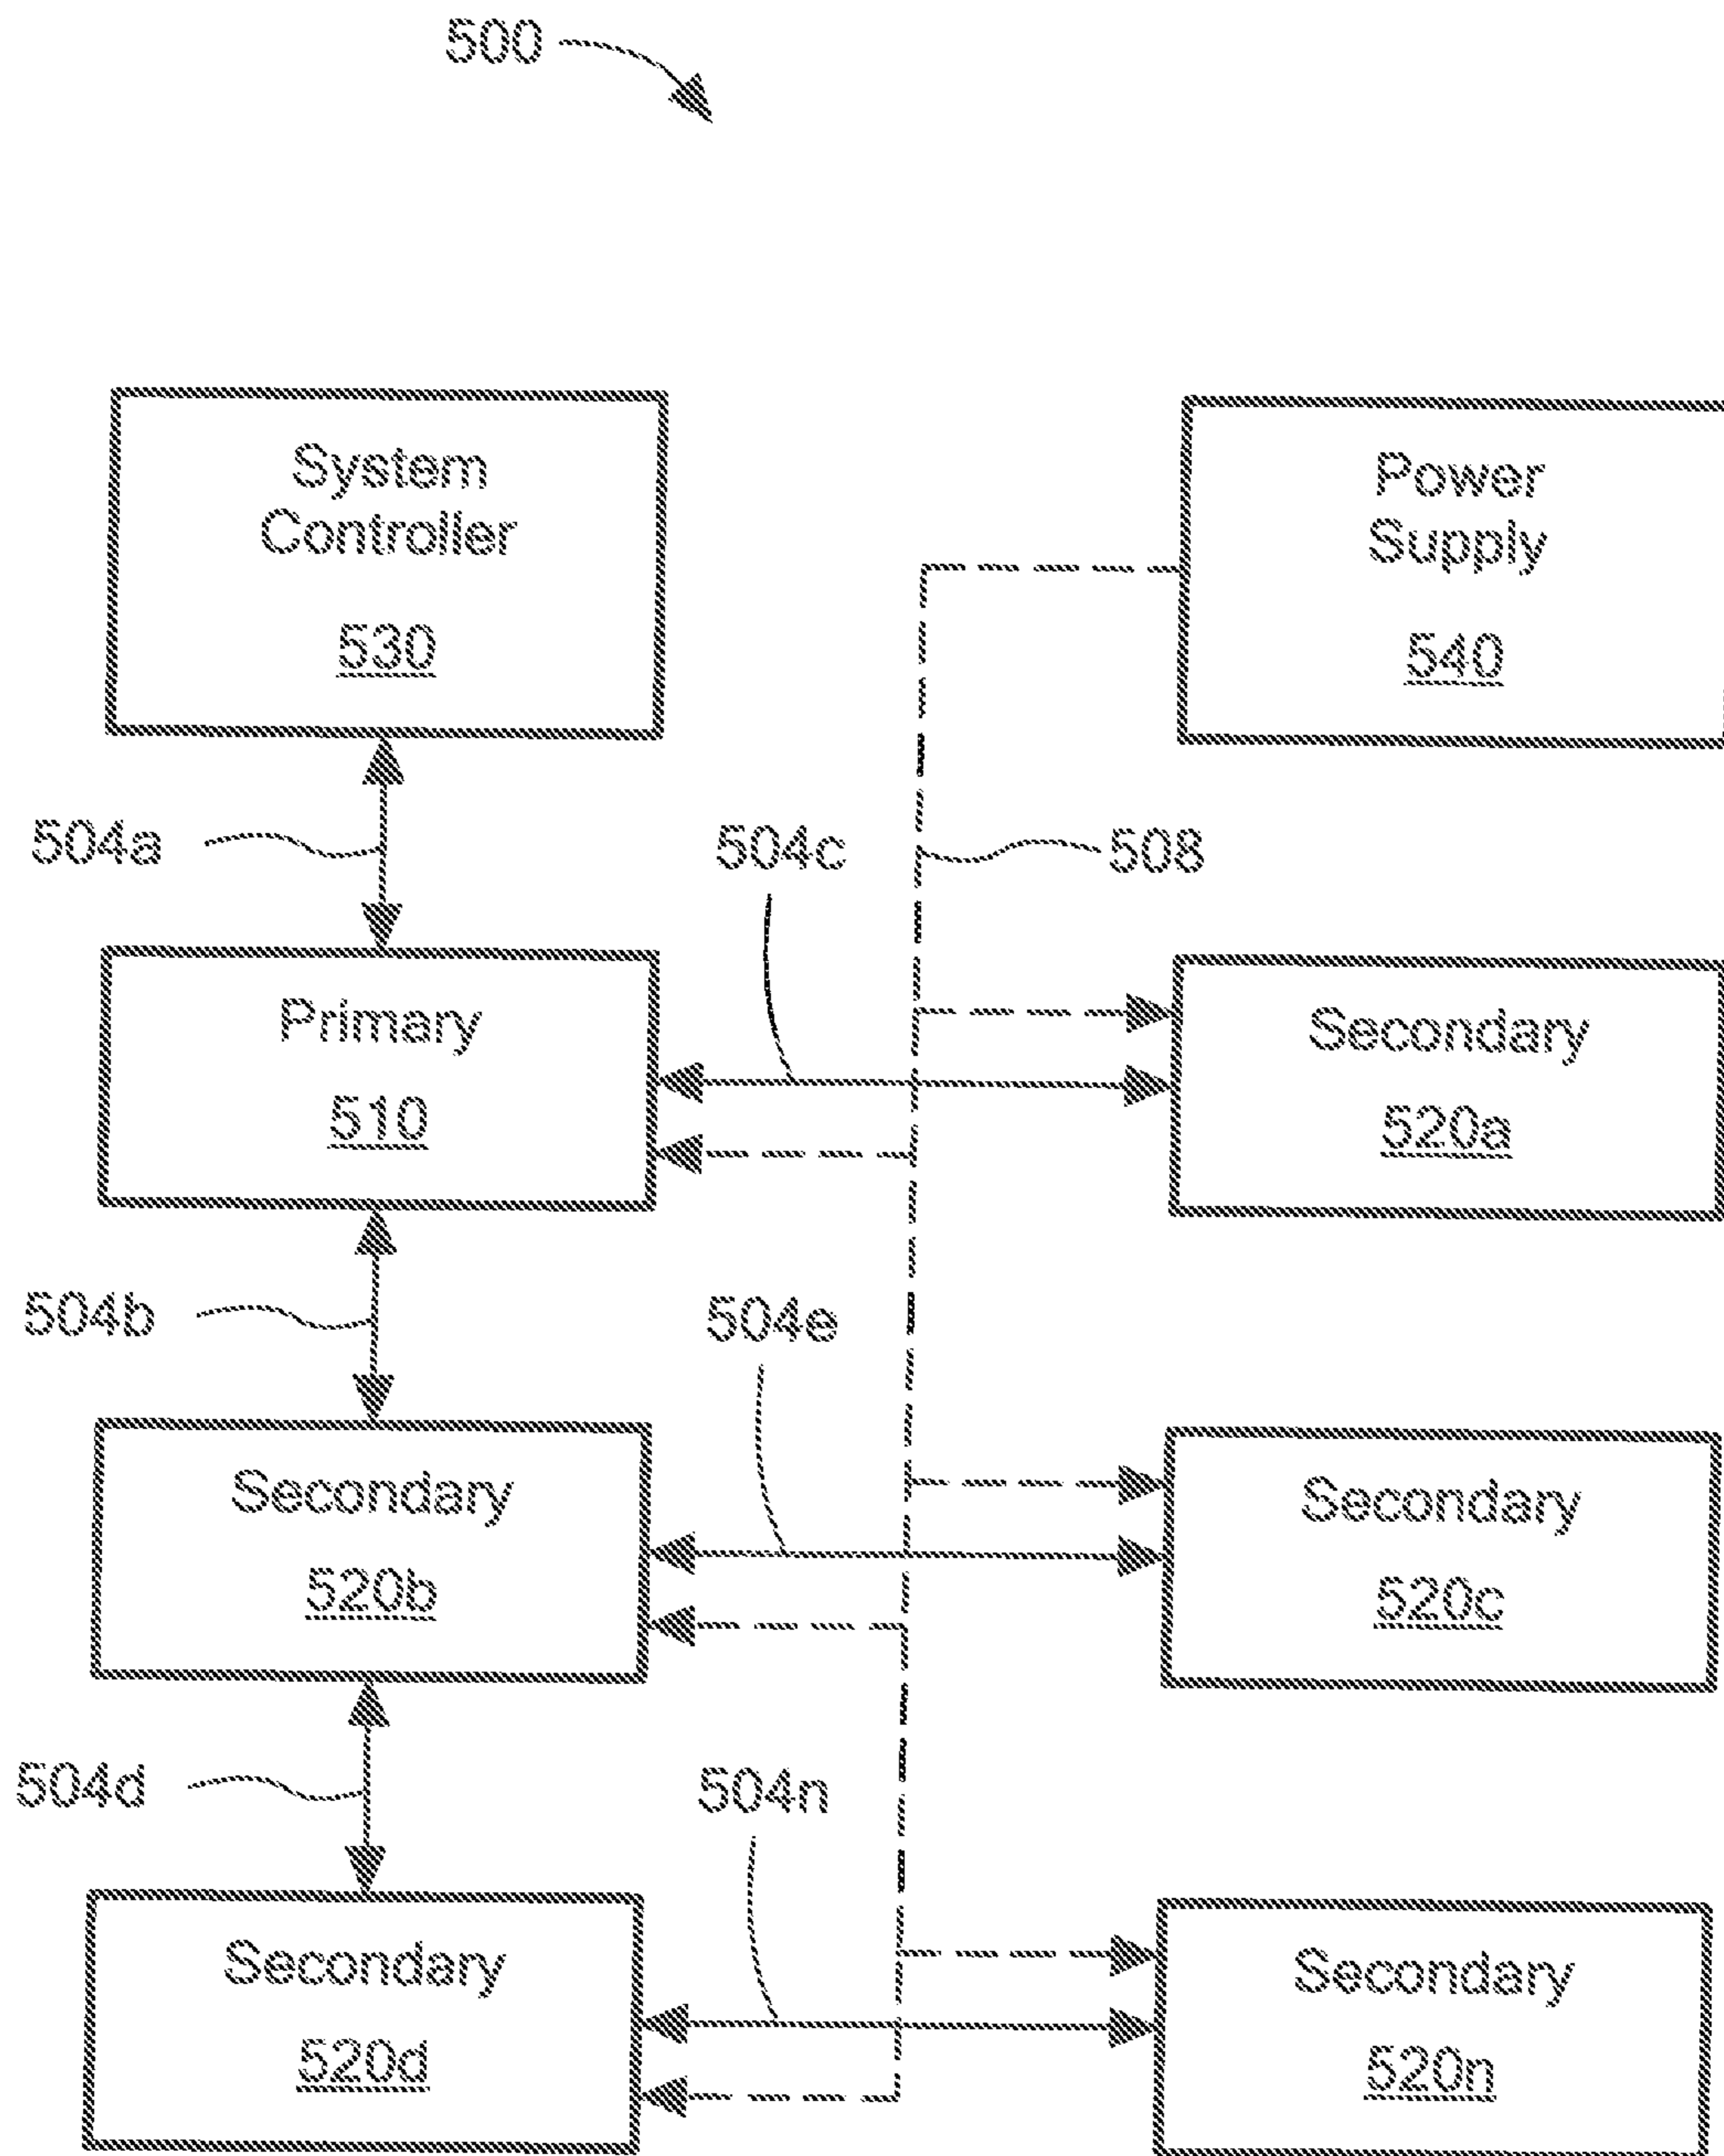 500
System
Controller
530
Power
Supply
540
504a
504c
508
Primary
510
Secondary
520a
504b
504e
Secondary
520b
Secondary
520c
504d
504n
Secondary
520d
Secondary
520n